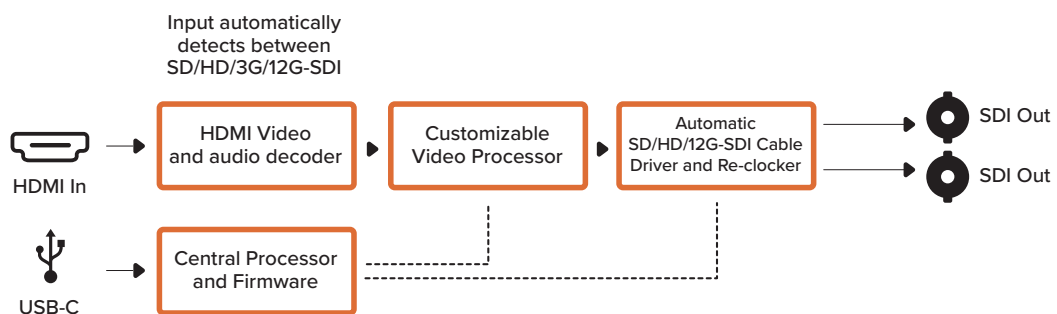 Input automatically
detects between
SD/HD/3G/12G-SDI
HDMI In
HDMI Video
and audio decoder
Customizable
Video Processor
Automatic
SD/HD/12G-SDI Cable
Driver and Re-clocker
SDI Out
SDI Out
USB-C
Central Processor
and Firmware